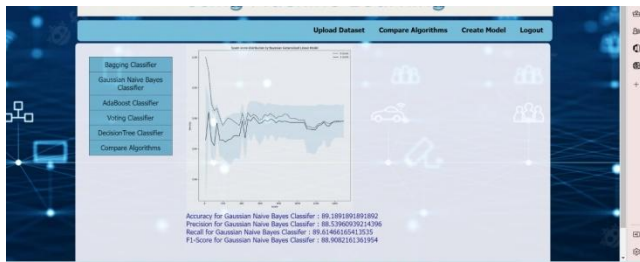 Upload Dataset Compare Algorithms Create Model Logout
Bagging Classifier
Gaussian Naive Bayes
Classifier
AdaBoost Classifier
Voting Classifier
DecisionTree Classifier
Compare Algorithms
Accuracy for Gaussian Naive Bayes Classifer : 89.1891891891892
Precision for Gaussian Naive Bayes Classifer : 88.53960939214396
Recall for Gaussian Naive Bayes Classifer : 89.61466165413535
F1-Score for Gaussian Naive Bayes Classifer : 88.9082161361954